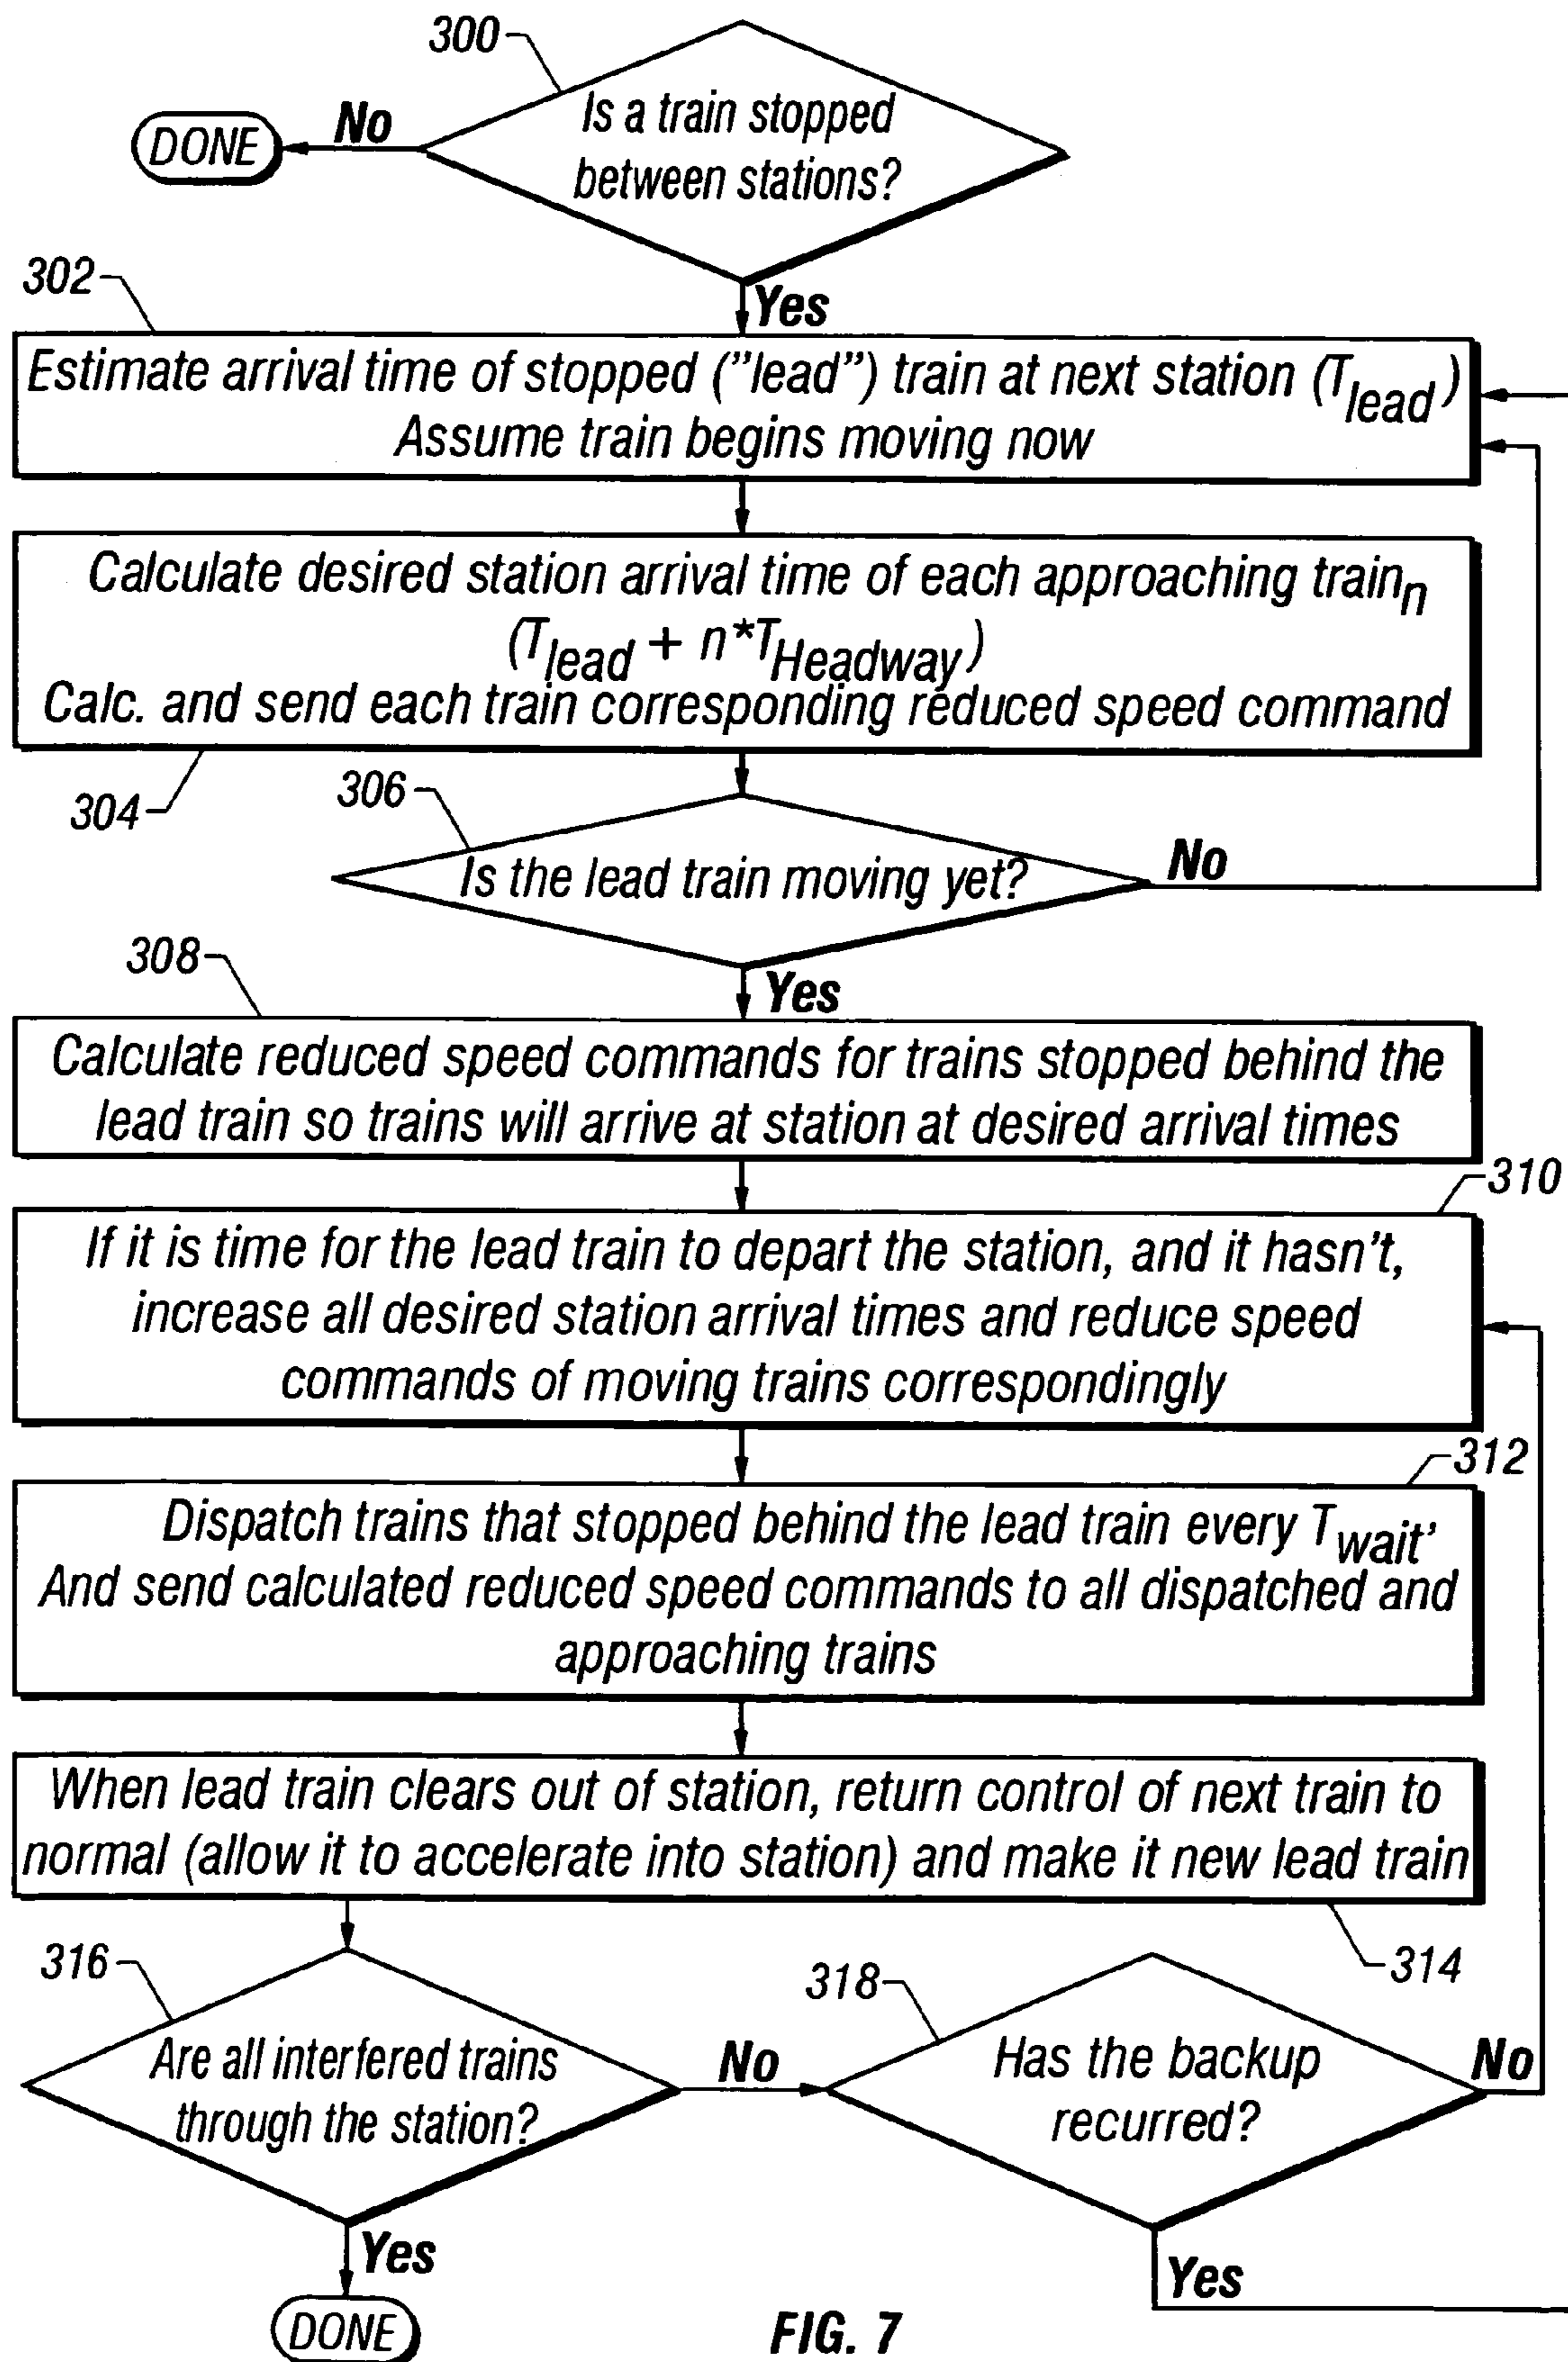 300
Is a train stopped
between stations?
No
DONE
Yes
302
Estimate arrival time of stopped ("lead") train at next station (Tlead)
Assume train begins moving now
Calculate desired station arrival time of each approaching trainn
(Tlead + n*THeadway)
Calc. and send each train corresponding reduced speed command
304
306
Is the lead train moving yet?
No
Yes
308
Calculate reduced speed commands for trains stopped behind the
lead train so trains will arrive at station at desired arrival times
310
If it is time for the lead train to depart the station, and it hasn't,
increase all desired station arrival times and reduce speed
commands of moving trains correspondingly
312
Dispatch trains that stopped behind the lead train every Twait,
And send calculated reduced speed commands to all dispatched and
approaching trains
When lead train clears out of station, return control of next train to
normal (allow it to accelerate into station) and make it new lead train
314
316
Are all interfered trains
through the station?
No
Yes
DONE
318
Has the backup
recurred?
No
Yes
FIG. 7